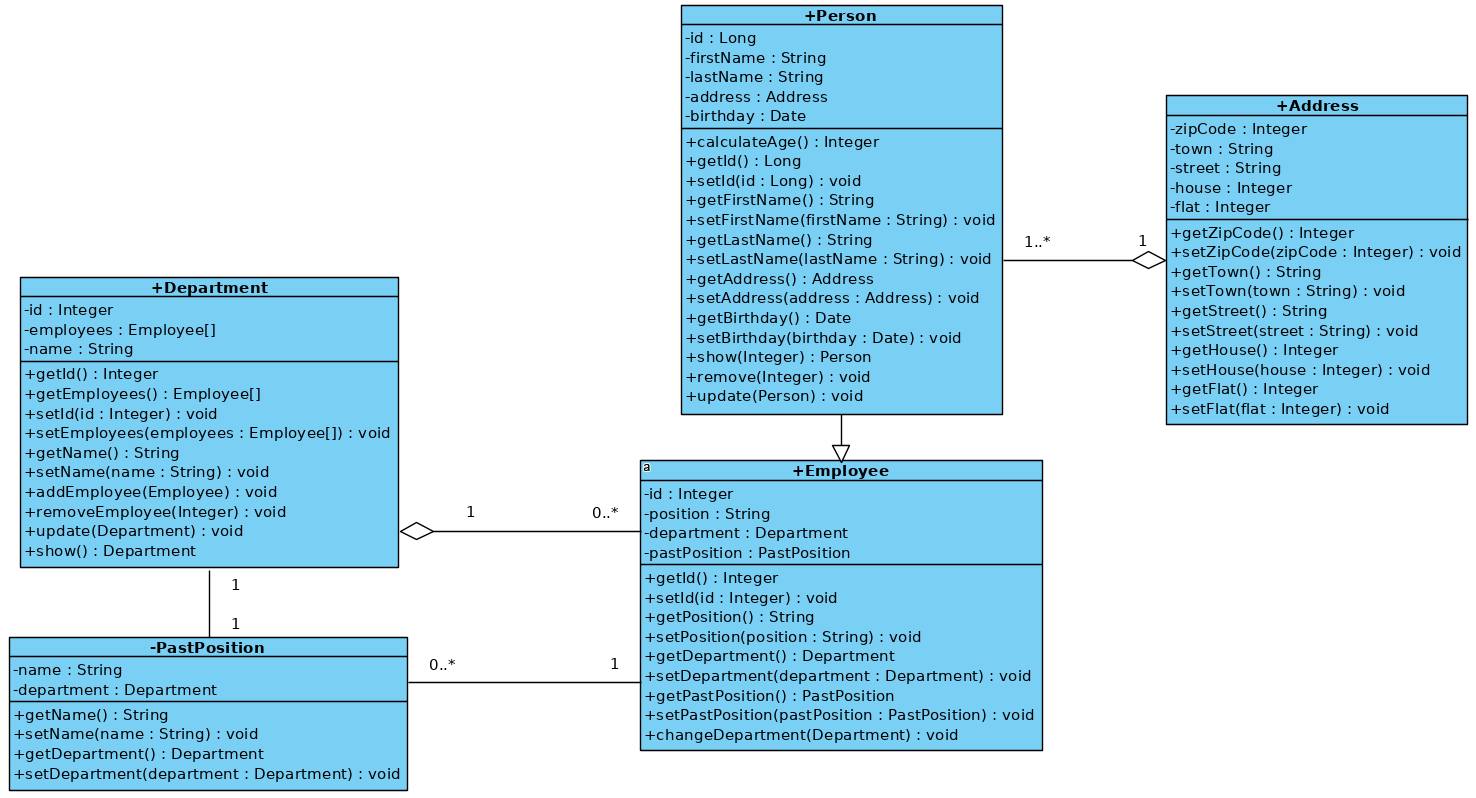 +Person
-id : Long
-firstName : String
-lastName : String
-address : Address
-birthday : Date
+calculateAge() : Integer
+getId() : Long
+setId(id : Long) : void
+getFirstName() : String
+setFirstName(firstName : String) : void
+getLastName() : String
+setLastName(lastName : String) : void
+getAddress() : Address
+setAddress(address : Address) : void
+getBirthday() : Date
+setBirthday(birthday : Date) : void
+show(Integer) : Person
+remove(Integer) : void
+update(Person) : void
1..*
1
+Address
-zipCode : Integer
-town : String
-street : String
-house : Integer
-flat : Integer
+getZipCode() : Integer
+setZipCode(zipCode : Integer) : void
+getTown() : String
+setTown(town : String) : void
+getStreet() : String
+setStreet(street : String) : void
+getHouse() : Integer
+setHouse(house : Integer) : void
+getFlat() : Integer
+setFlat(flat : Integer) : void
+Department
-id : Integer
-employees : Employee[]
-name : String
+getId() : Integer
+getEmployees() : Employee[]
+setId(id : Integer) : void
+setEmployees(employees : Employee[]) : void
+getName() : String
+setName(name : String) : void
+addEmployee(Employee) : void
+removeEmployee(Integer) : void
+update(Department) : void
+show() : Department
1
0..*
a
+Employee
-id : Integer
-position : String
-department : Department
-pastPosition : PastPosition
+getId() : Integer
+setId(id : Integer) : void
+getPosition() : String
+setPosition(position : String) : void
+getDepartment() : Department
+setDepartment(department : Department) : void
+getPastPosition() : PastPosition
+setPastPosition(pastPosition : PastPosition) : void
+changeDepartment(Department) : void
1
1
-PastPosition
-name : String
-department : Department
+getName() : String
+setName(name : String) : void
+getDepartment() : Department
+setDepartment(department : Department) : void
0..*
1